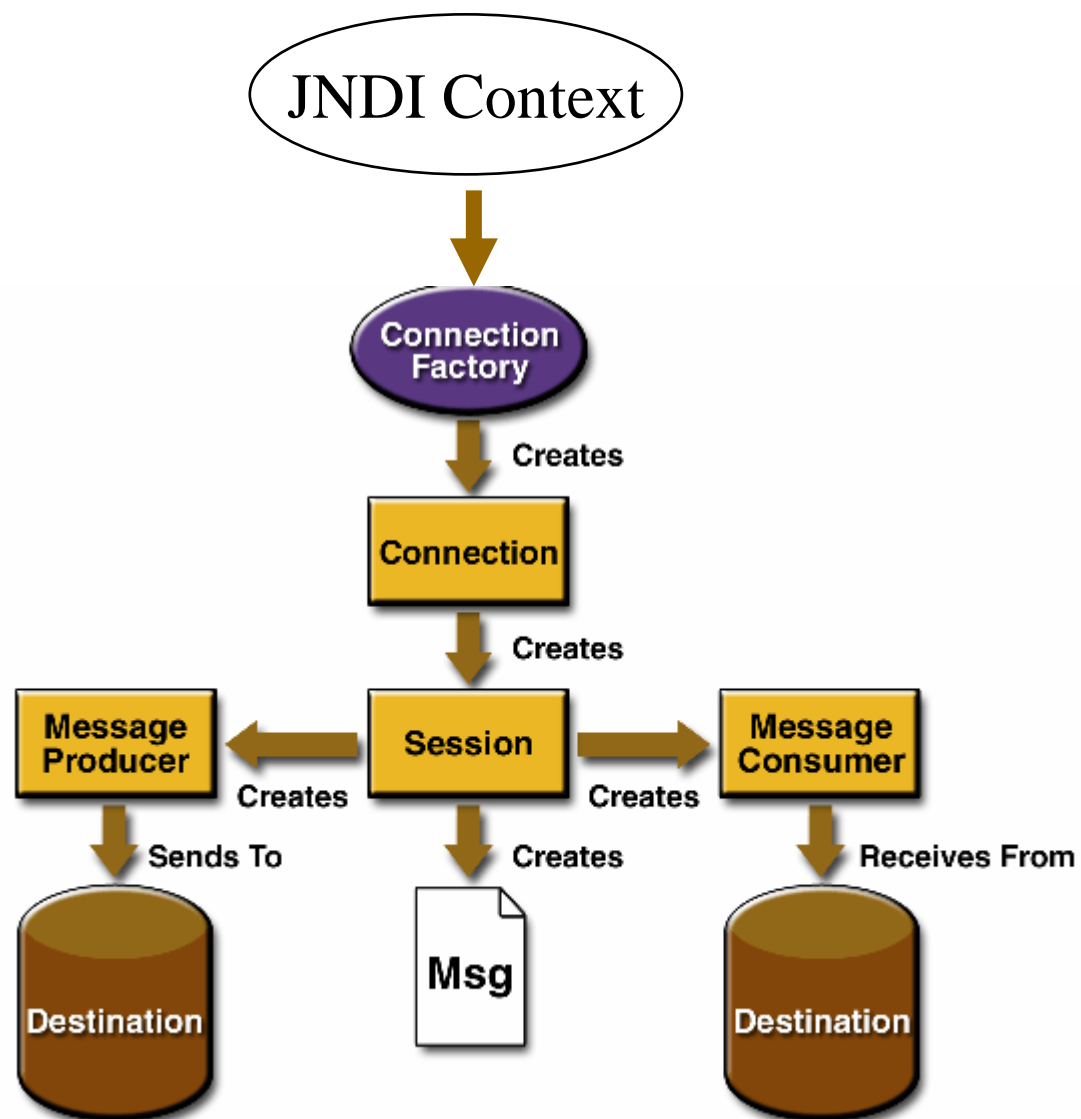 JNDI Context
Connection
Factory
Creates
Connection
Creates
Message
Producer
Session
Message
Consumer
Creates
Creates
Sends To
Creates
Receives From
Msg
Destination
Destination